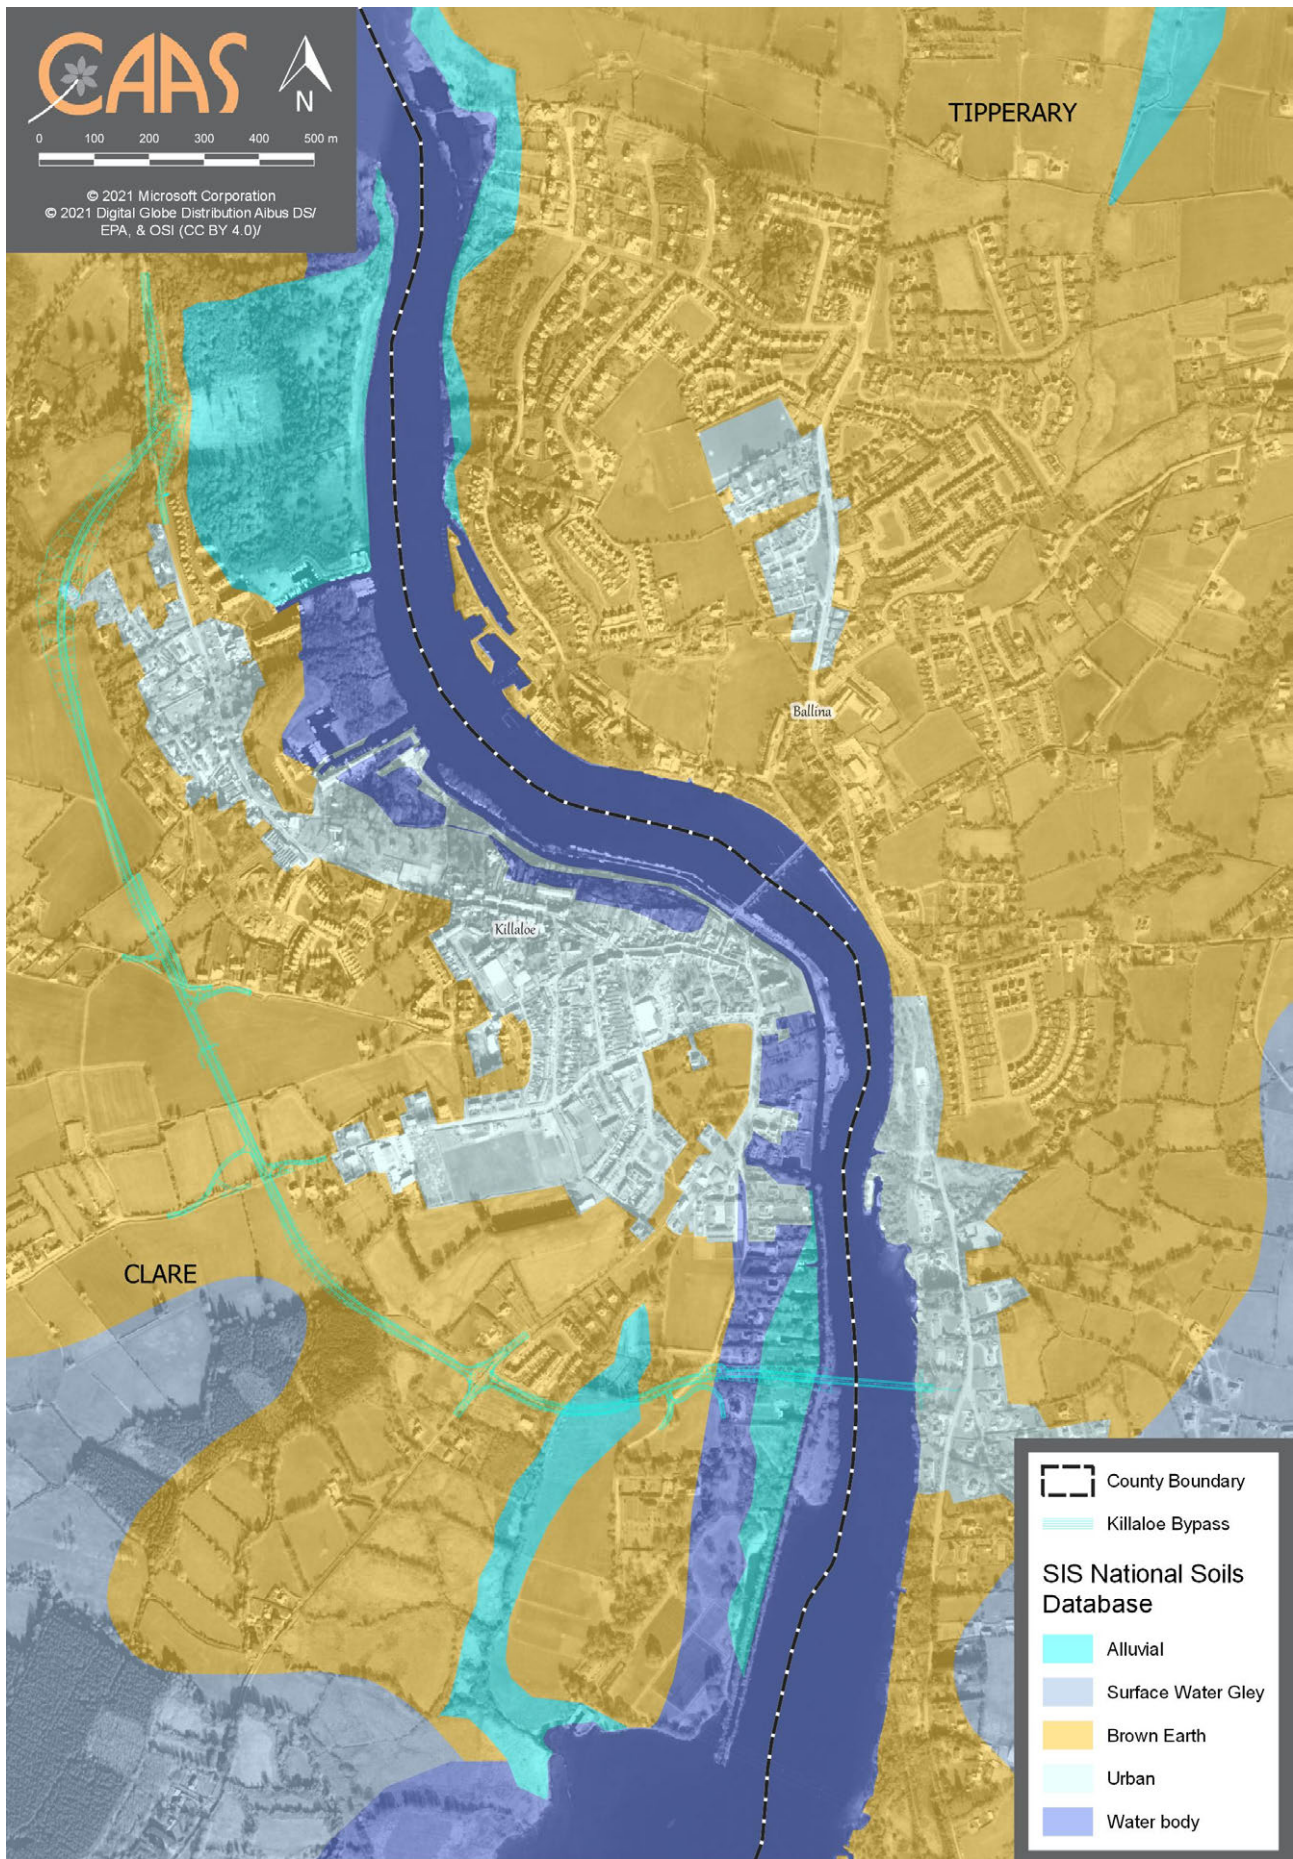 CAAS
N
0 100 200 300 400 500 m
© 2021 Microsoft Corporation
© 2021 Digital Globe Distribution Aibus DS/
EPA, & OSI (CC BY 4.0)/
TIPPERARY
Ballina
Killaloe
CLARE
County Boundary
Killaloe Bypass
SIS National Soils
Database
Alluvial
Surface Water Gley
Brown Earth
Urban
Water body